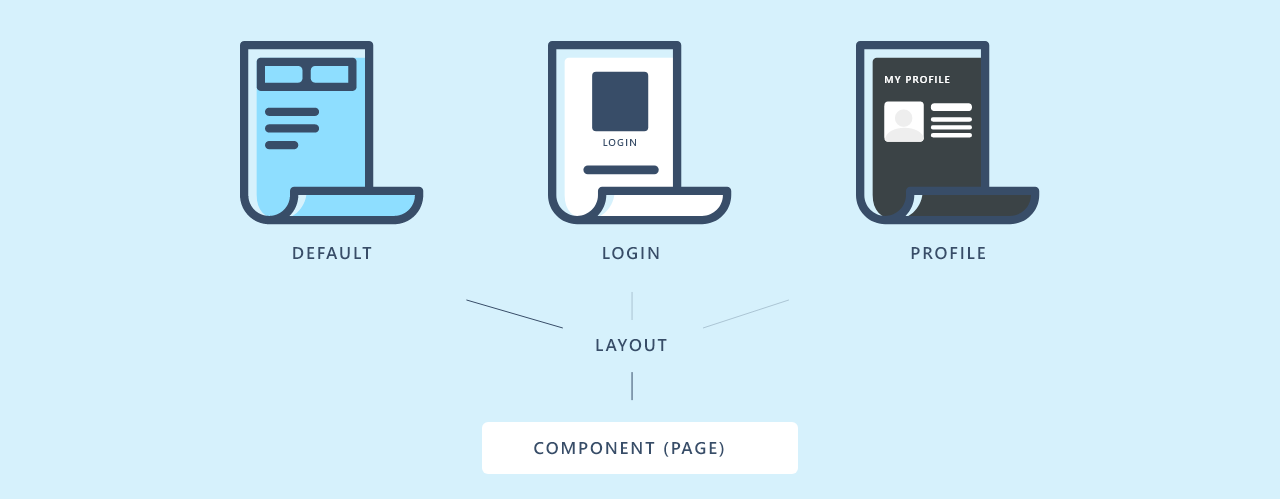 MY PROFILE
LOGIN
DEFAULT
LOGIN
PROFILE
LAYOUT
COMPONENT (PAGE)